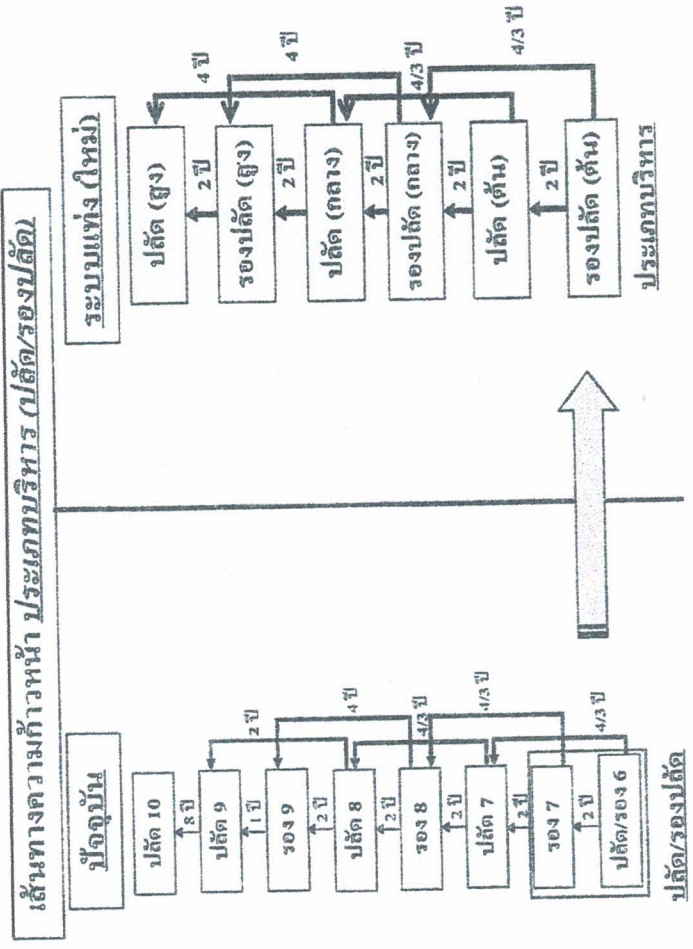 เส้นทางความก้าวหน้า ประเภทบริหาร (ปลัด/รองปลัด)
ปัจจุบัน
ปลัด 10
8 ปี
ปลัด 9
1 ปี
รอง 9
2 ปี
ปลัด 8
2 ปี
รอง 8
2 ปี
ปลัด 7
2 ปี
รอง 7
2 ปี
ปลัด/รอง 6
2 ปี
4 ปี
4/3 ปี
4/3 ปี
4/3 ปี
ปลัด/รองปลัด
ระบบแท่ง (ใหม่)
ปลัด (สูง)
2 ปี
รองปลัด (สูง)
2 ปี
ปลัด (กลาง)
2 ปี
รองปลัด (กลาง)
2 ปี
ปลัด (ต้น)
2 ปี
รองปลัด (ต้น)
4 ปี
4 ปี
4/3 ปี
4/3 ปี
ประเภทบริหาร